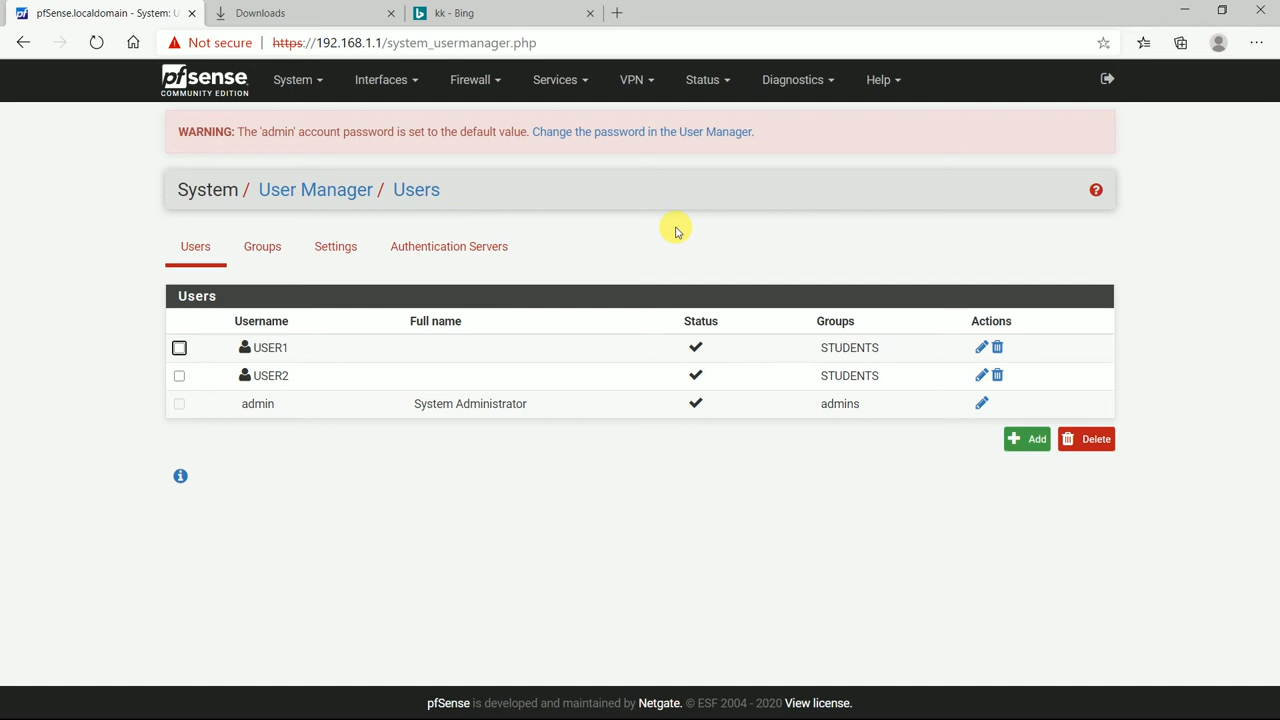 pfSense.localdomain - System: U
Downloads
kk - Bing
Not secure
https://192.168.1.1/system_usermanager.php
pfsense
COMMUNITY EDITION
System
Interfaces
Firewall
Services
VPN
Status
Diagnostics
Help
WARNING: The 'admin' account password is set to the default value. Change the password in the User Manager.
System / User Manager / Users
Users
Groups
Settings
Authentication Servers
Users
Username Full name Status Groups Actions
USER1 STUDENTS
USER2 STUDENTS
admin System Administrator admins
Add
Delete
pfSense is developed and maintained by Netgate. © ESF 2004 - 2020 View license.